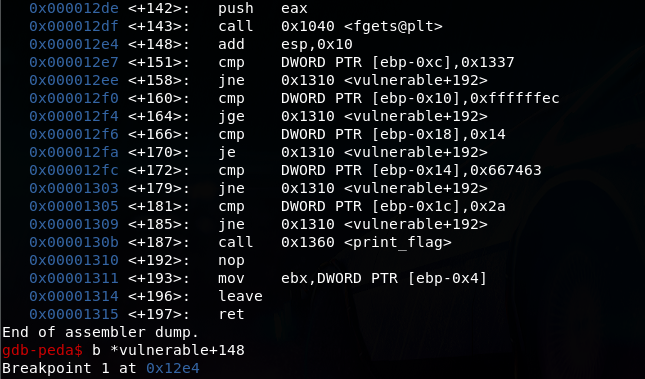 0x000012de <+142>: push eax
0x000012df <+143>: call 0x1040 <fgets@plt>
0x000012e4 <+148>: add esp,0x10
0x000012e7 <+151>: cmp DWORD PTR [ebp-0xc],0x1337
0x000012ee <+158>: jne 0x1310 <vulnerable+192>
0x000012f0 <+160>: cmp DWORD PTR [ebp-0x10],0xffffffec
0x000012f4 <+164>: jge 0x1310 <vulnerable+192>
0x000012f6 <+166>: cmp DWORD PTR [ebp-0x18],0x14
0x000012fa <+170>: je 0x1310 <vulnerable+192>
0x000012fc <+172>: cmp DWORD PTR [ebp-0x14],0x667463
0x00001303 <+179>: jne 0x1310 <vulnerable+192>
0x00001305 <+181>: cmp DWORD PTR [ebp-0x1c],0x2a
0x00001309 <+185>: jne 0x1310 <vulnerable+192>
0x0000130b <+187>: call 0x1360 <print_flag>
0x00001310 <+192>: nop
0x00001311 <+193>: mov ebx,DWORD PTR [ebp-0x4]
0x00001314 <+196>: leave
0x00001315 <+197>: ret
End of assembler dump.
gdb-peda$ b *vulnerable+148
Breakpoint 1 at 0x12e4